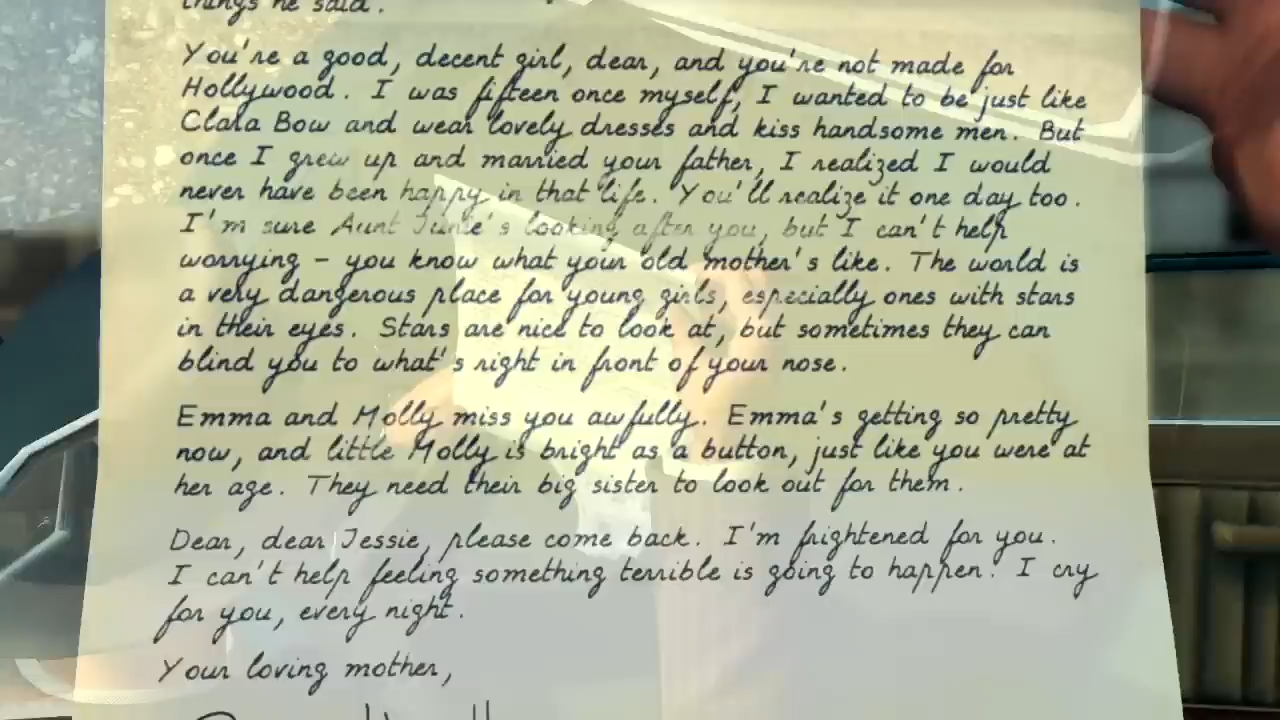 things he said.
You're a good, decent girl, dear, and you're not made for
Hollywood. I was fifteen once myself, I wanted to be just like
Clara Bow and wear lovely dresses and kiss handsome men. But
once I grew up and married your father, I realized I would
never have been happy in that life. You'll realize it one day too.
I'm sure Aunt Junie's looking after you, but I can't help
worrying - you know what your old mother's like. The world is
a very dangerous place for young girls, especially ones with stars
in their eyes. Stars are nice to look at, but sometimes they can
blind you to what's right in front of your nose.
Emma and Molly miss you awfully. Emma's getting so pretty
now, and little Molly is bright as a button, just like you were at
her age. They need their big sister to look out for them.
Dear, dear Jessie, please come back. I'm frightened for you.
I can't help feeling something terrible is going to happen. I cry
for you, every night.
Your loving mother,